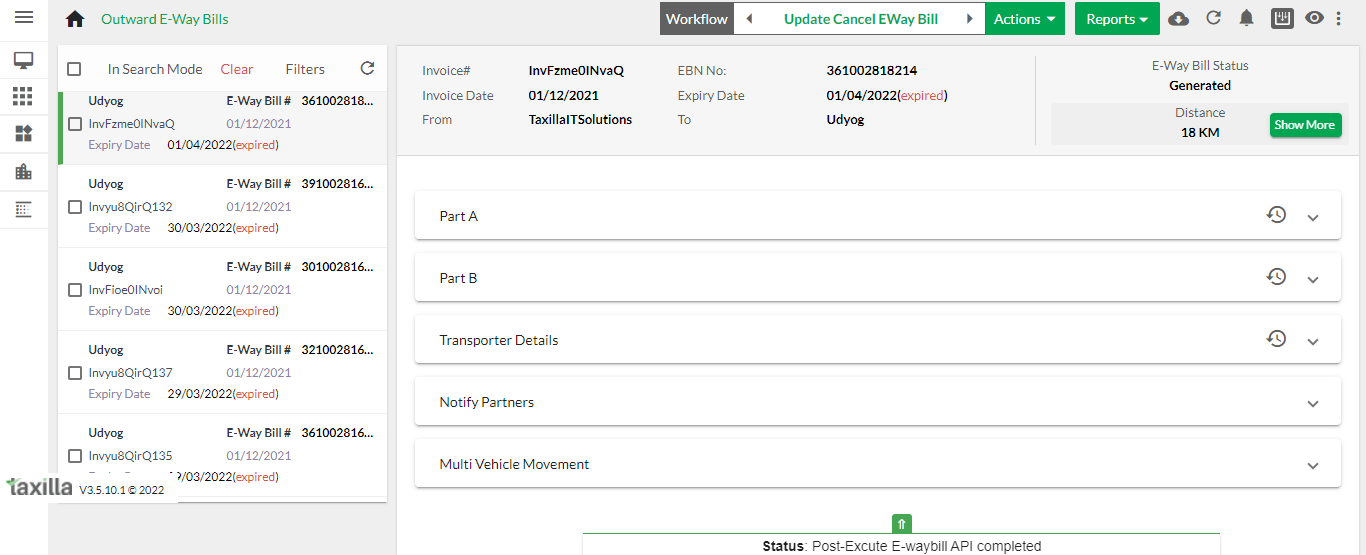 Outward E-Way Bills
Workflow
Update Cancel EWay Bill
Actions
Reports
In Search Mode Clear Filters
Udyog E-Way Bill # 361002818...
InvFzme0INvaQ 01/12/2021
Expiry Date 01/04/2022(expired)
Udyog E-Way Bill # 391002816...
Invyu8QirQ132 01/12/2021
Expiry Date 30/03/2022(expired)
Udyog E-Way Bill # 301002816...
InvFioe0INvoi 01/12/2021
Expiry Date 30/03/2022(expired)
Udyog E-Way Bill # 321002816...
Invyu8QirQ137 01/12/2021
Expiry Date 29/03/2022(expired)
Udyog E-Way Bill # 361002816...
Invyu8QirQ135 01/12/2021
9/03/2022(expired)
taxilla V3.5.10.1 © 2022
Invoice# InvFzme0INvaQ EBN No: 361002818214
Invoice Date 01/12/2021 Expiry Date 01/04/2022(expired)
From TaxillaITSolutions To Udyog
E-Way Bill Status
Generated
Distance
18 KM
Show More
Part A
Part B
Transporter Details
Notify Partners
Multi Vehicle Movement
Status: Post-Excute E-waybill API completed